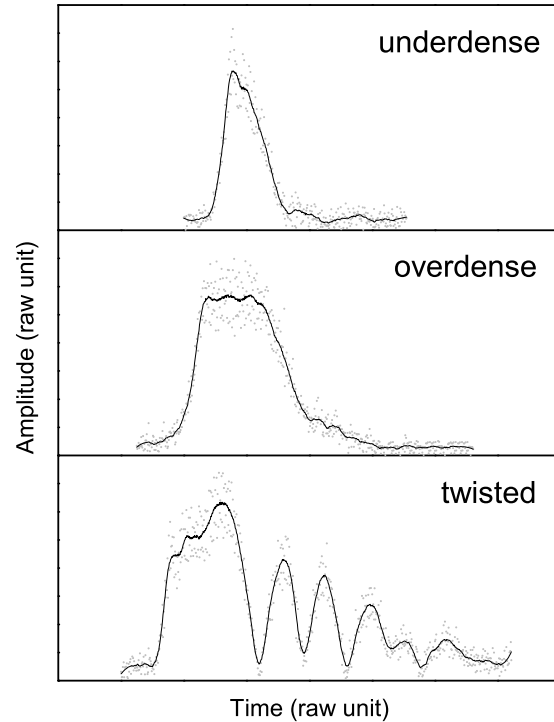 underdense
overdense
twisted
Amplitude (raw unit)
Time (raw unit)